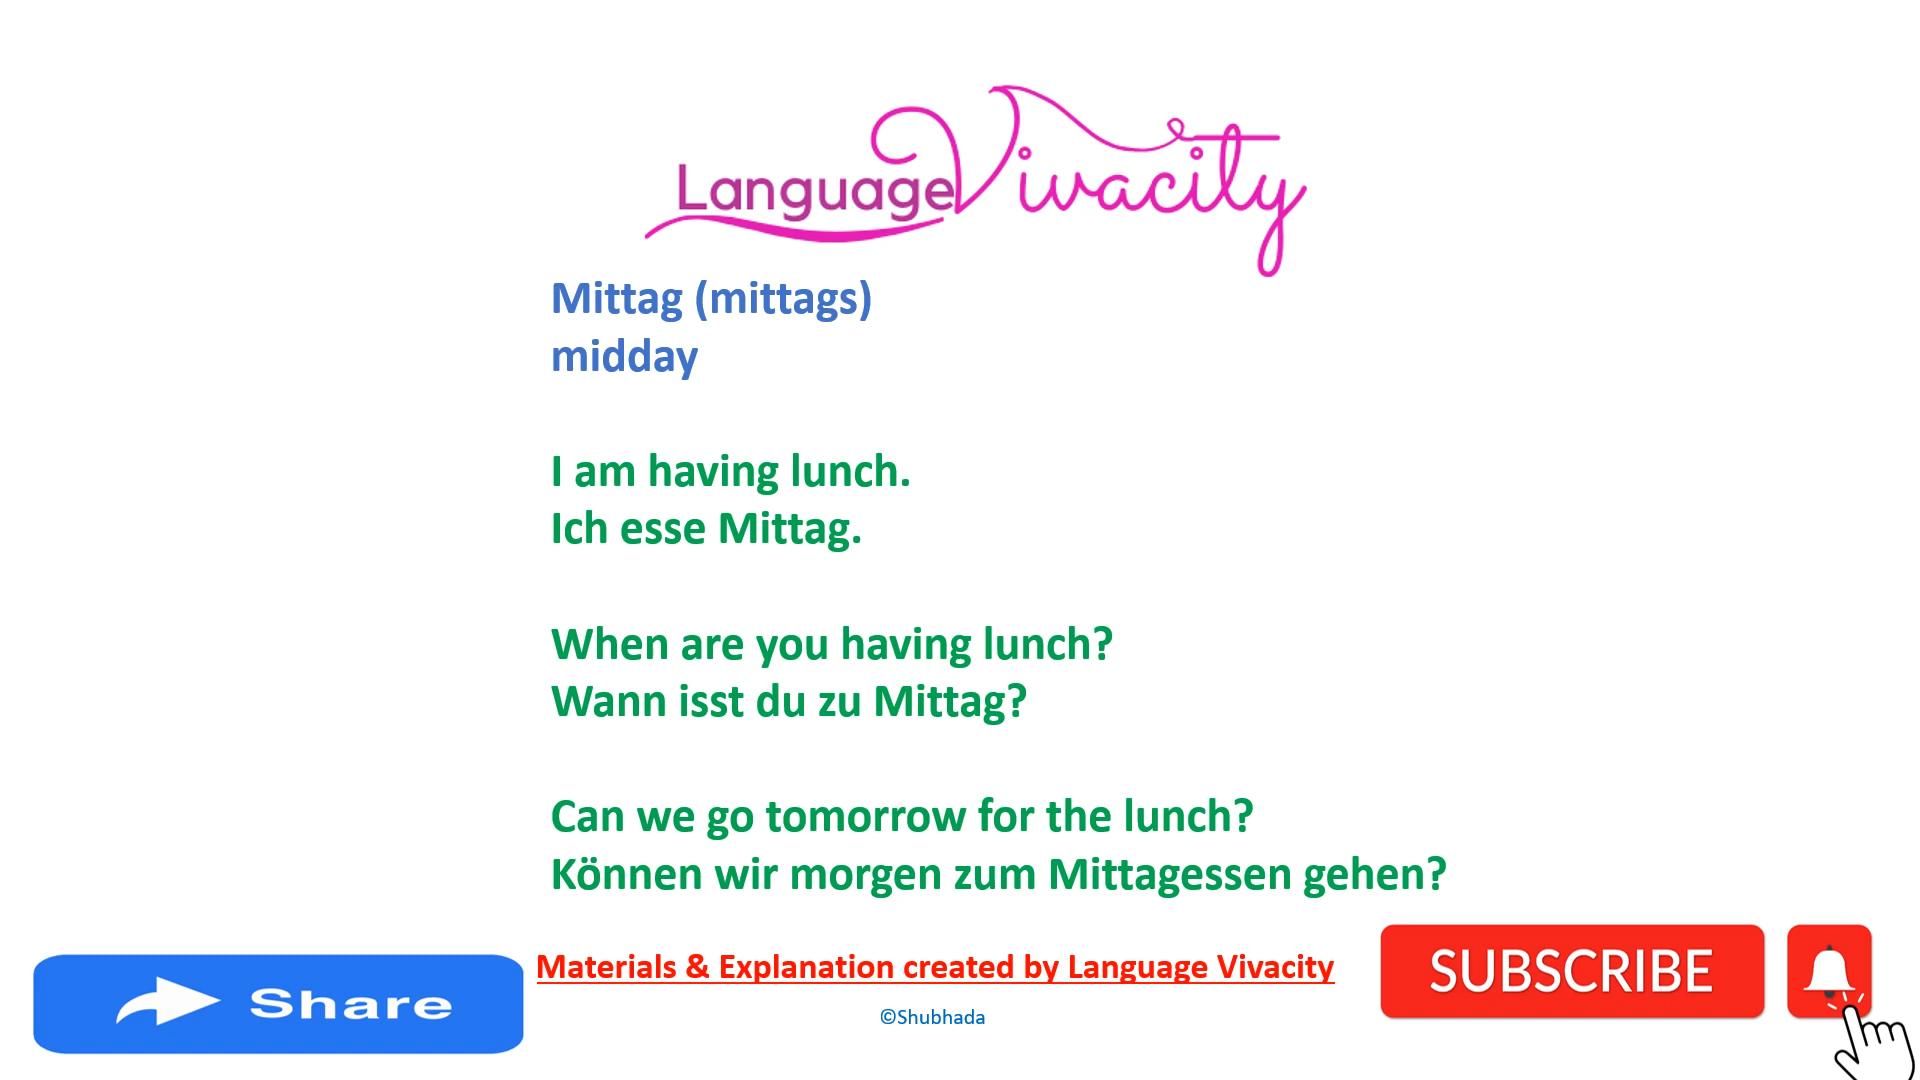 Language Vivacity
Mittag (mittags)
midday
I am having lunch.
Ich esse Mittag.
When are you having lunch?
Wann isst du zu Mittag?
Can we go tomorrow for the lunch?
Können wir morgen zum Mittagessen gehen?
Materials & Explanation created by Language Vivacity
©Shubhada
Share
SUBSCRIBE